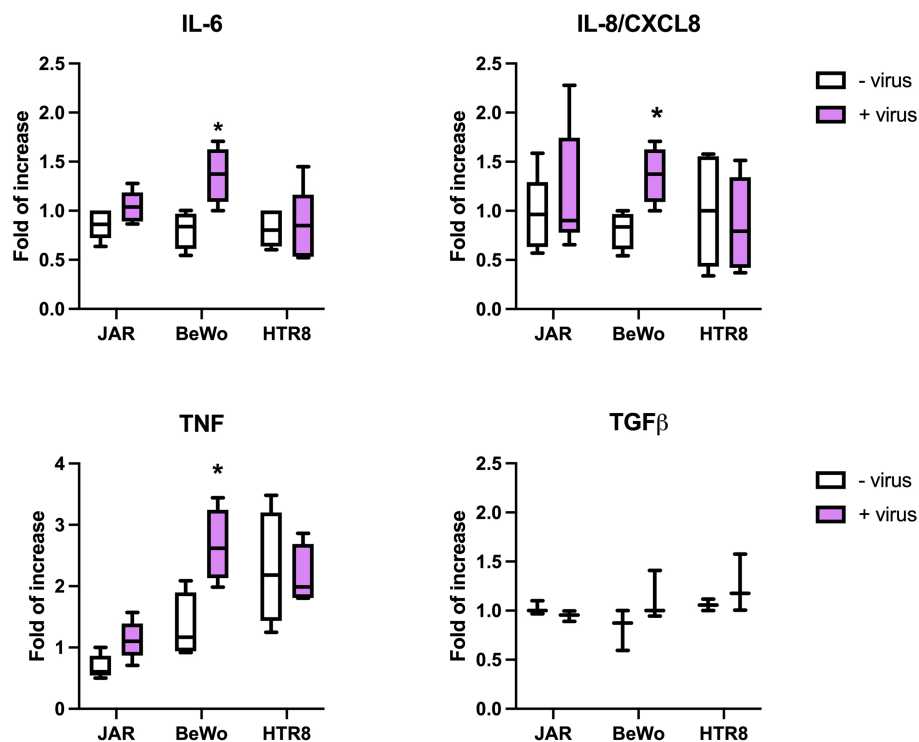 IL-6
Fold of increase
2.5
2.0
1.5
1.0
0.5
0.0
*
JAR BeWo HTR8
IL-8/CXCL8
Fold of increase
2.5
2.0
1.5
1.0
0.5
0.0
*
JAR BeWo HTR8
- virus
+ virus
TNF
Fold of increase
4
3
2
1
0
*
JAR BeWo HTR8
TGFβ
Fold of increase
2.5
2.0
1.5
1.0
0.5
0.0
JAR BeWo HTR8
- virus
+ virus